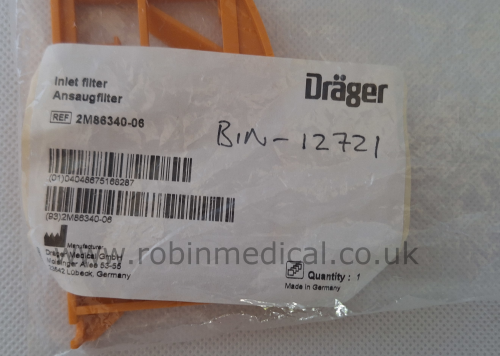 Inlet filter
Ansaugfilter
Dräger
REF 2M86340-06
BIN-12721
(01)04048675168287
(93)2M86340-06
Manufacturer
Dräger Medical GmbH
Moislinger Allee 53-55
23542 Lübeck, Germany
www.robinmedical.co.uk
Quantity : 1
Made in Germany